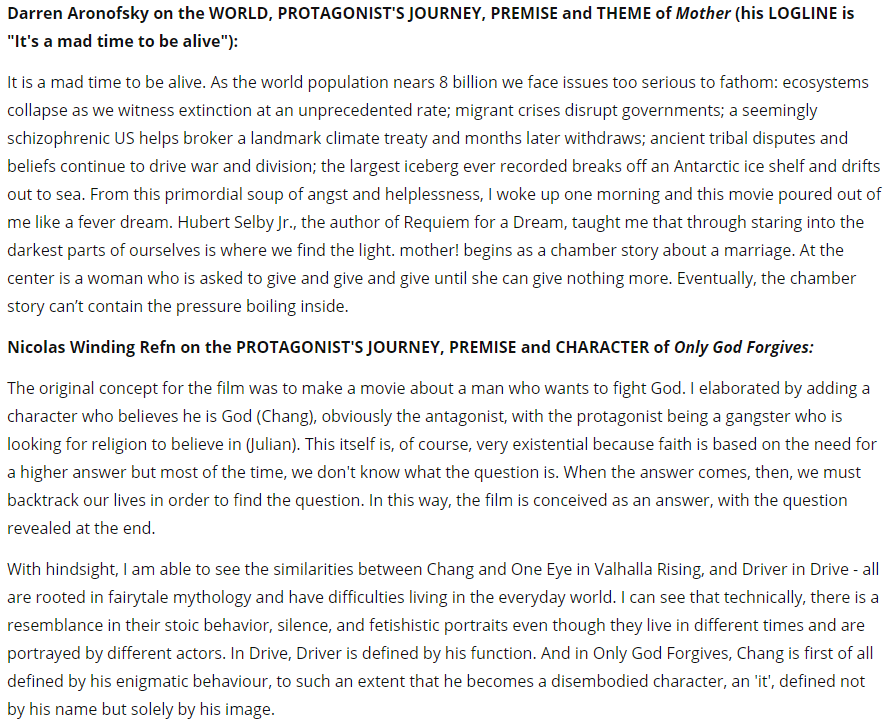 Darren Aronofsky on the WORLD, PROTAGONIST'S JOURNEY, PREMISE and THEME of Mother (his LOGLINE is
"It's a mad time to be alive"):
It is a mad time to be alive. As the world population nears 8 billion we face issues too serious to fathom: ecosystems
collapse as we witness extinction at an unprecedented rate; migrant crises disrupt governments; a seemingly
schizophrenic US helps broker a landmark climate treaty and months later withdraws; ancient tribal disputes and
beliefs continue to drive war and division; the largest iceberg ever recorded breaks off an Antarctic ice shelf and drifts
out to sea. From this primordial soup of angst and helplessness, I woke up one morning and this movie poured out of
me like a fever dream. Hubert Selby Jr., the author of Requiem for a Dream, taught me that through staring into the
darkest parts of ourselves is where we find the light. mother! begins as a chamber story about a marriage. At the
center is a woman who is asked to give and give and give until she can give nothing more. Eventually, the chamber
story can’t contain the pressure boiling inside.
Nicolas Winding Refn on the PROTAGONIST'S JOURNEY, PREMISE and CHARACTER of Only God Forgives:
The original concept for the film was to make a movie about a man who wants to fight God. I elaborated by adding a
character who believes he is God (Chang), obviously the antagonist, with the protagonist being a gangster who is
looking for religion to believe in (Julian). This itself is, of course, very existential because faith is based on the need for
a higher answer but most of the time, we don't know what the question is. When the answer comes, then, we must
backtrack our lives in order to find the question. In this way, the film is conceived as an answer, with the question
revealed at the end.
With hindsight, I am able to see the similarities between Chang and One Eye in Valhalla Rising, and Driver in Drive - all
are rooted in fairytale mythology and have difficulties living in the everyday world. I can see that technically, there is a
resemblance in their stoic behavior, silence, and fetishistic portraits even though they live in different times and are
portrayed by different actors. In Drive, Driver is defined by his function. And in Only God Forgives, Chang is first of all
defined by his enigmatic behaviour, to such an extent that he becomes a disembodied character, an 'it', defined not
by his name but solely by his image.